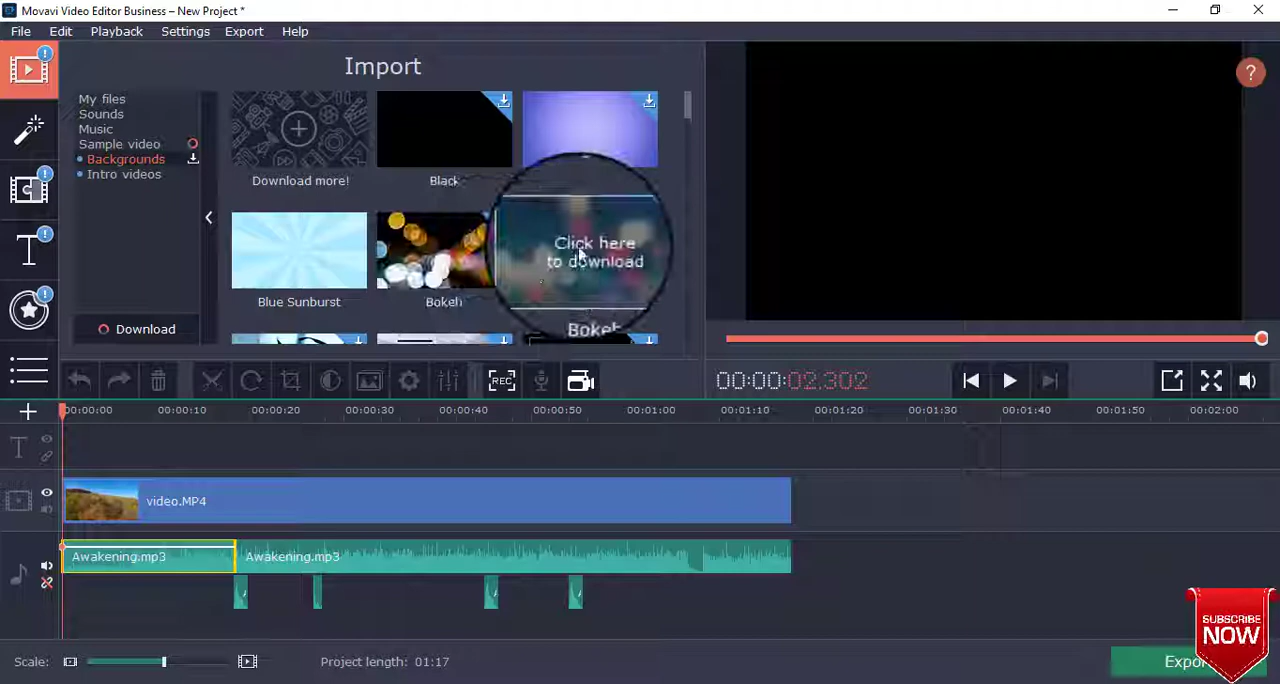 Movavi Video Editor Business – New Project *
File Edit Playback Settings Export Help
Import
My files
Sounds
Music
Sample video
Backgrounds
Intro videos
Download
Download more!
Black
Blue Sunburst
Bokeh
Click here
to download
REC
00:00:02.302
00:00:00 00:00:10 00:00:20 00:00:30 00:00:40 00:00:50 00:01:00 00:01:10 00:01:20 00:01:30 00:01:40 00:01:50 00:02:00
video.MP4
Awakening.mp3 Awakening.mp3
Scale: Project length: 01:17
SUBSCRIBE
NOW